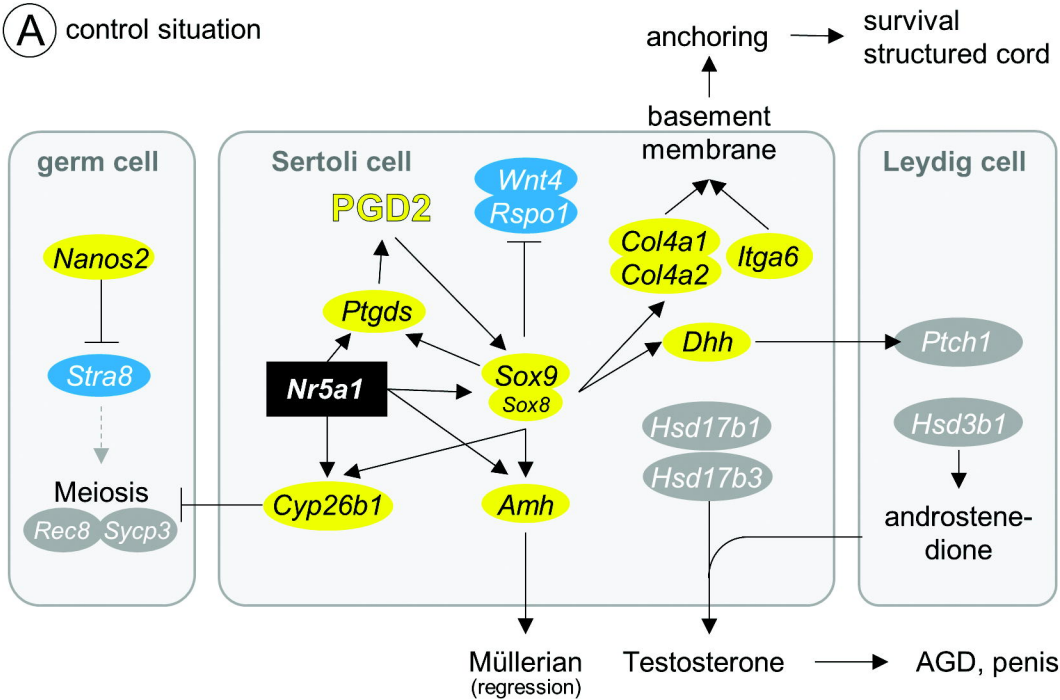 A control situation
anchoring
survival
structured cord
basement
membrane
germ cell
Sertoli cell
Leydig cell
Wnt4
Rspo1
PGD2
Nanos2
Col4a1
Col4a2
Itga6
Ptgds
Dhh
Ptch1
Stra8
Nr5a1
Sox9
Sox8
Hsd17b1
Hsd3b1
Hsd17b3
Meiosis
Rec8 Sycp3
Cyp26b1
Amh
androstene-
dione
Müllerian
(regression)
Testosterone
AGD, penis